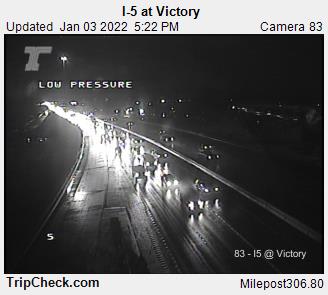 I-5 at Victory
Updated Jan 03 2022 5:22 PM Camera 83
T
LOW PRESSURE
S
83 - I5 @ Victory
TripCheck.com Milepost306.80